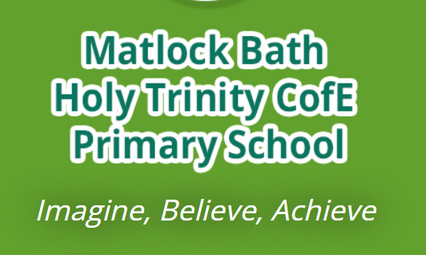 Matlock Bath
Holy Trinity CofE
Primary School
Imagine, Believe, Achieve